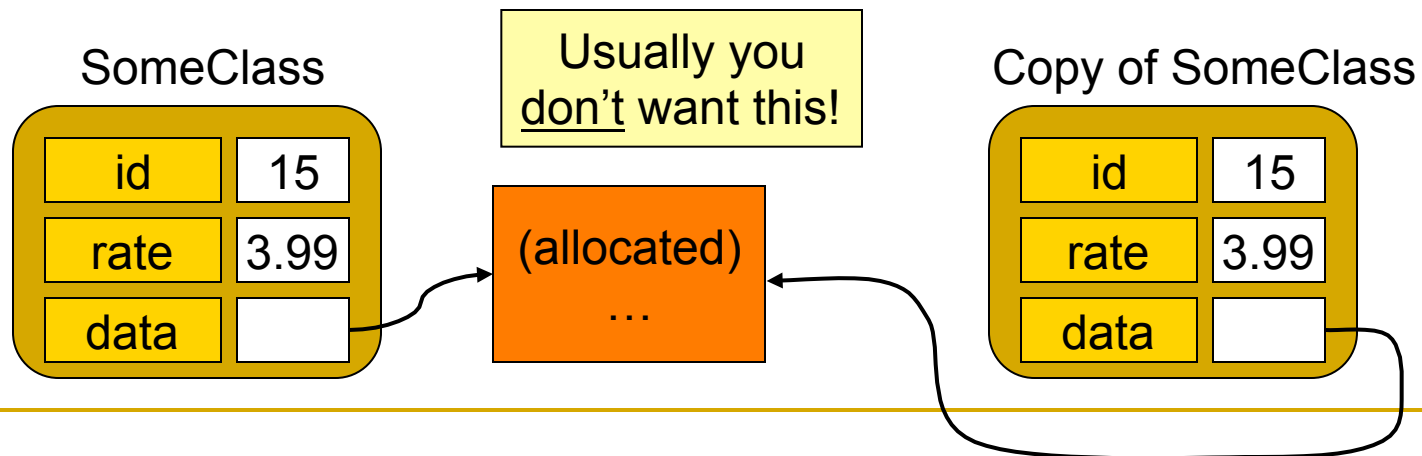 SomeClass
id 15
rate 3.99
data
Usually you
don’t want this!
(allocated)
…
Copy of SomeClass
id 15
rate 3.99
data